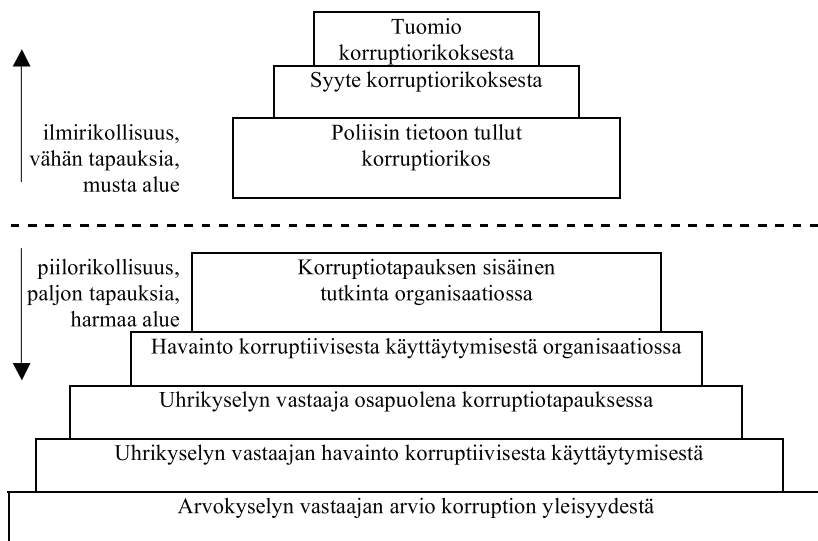 Tuomio
korruptiorikoksesta
Syyte korruptiorikoksesta
ilmirikollisuus,
vähän tapauksia,
musta alue
Poliisin tietoon tullut
korruptiorikos
piilorikollisuus,
paljon tapauksia,
harmaa alue
Korruptiotapauksen sisäinen
tutkinta organisaatiossa
Havainto korruptiivisesta käyttäytymisestä organisaatiossa
Uhrikyselyn vastaaja osapuolena korruptiotapauksessa
Uhrikyselyn vastaajan havainto korruptiivisesta käyttäytymisestä
Arvokyselyn vastaajan arvio korruption yleisyydestä